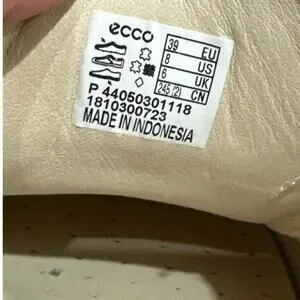 ecco
39 EU
8 US
6 UK
245(2) CN
P 44050301118
1810300723
MADE IN INDONESIA